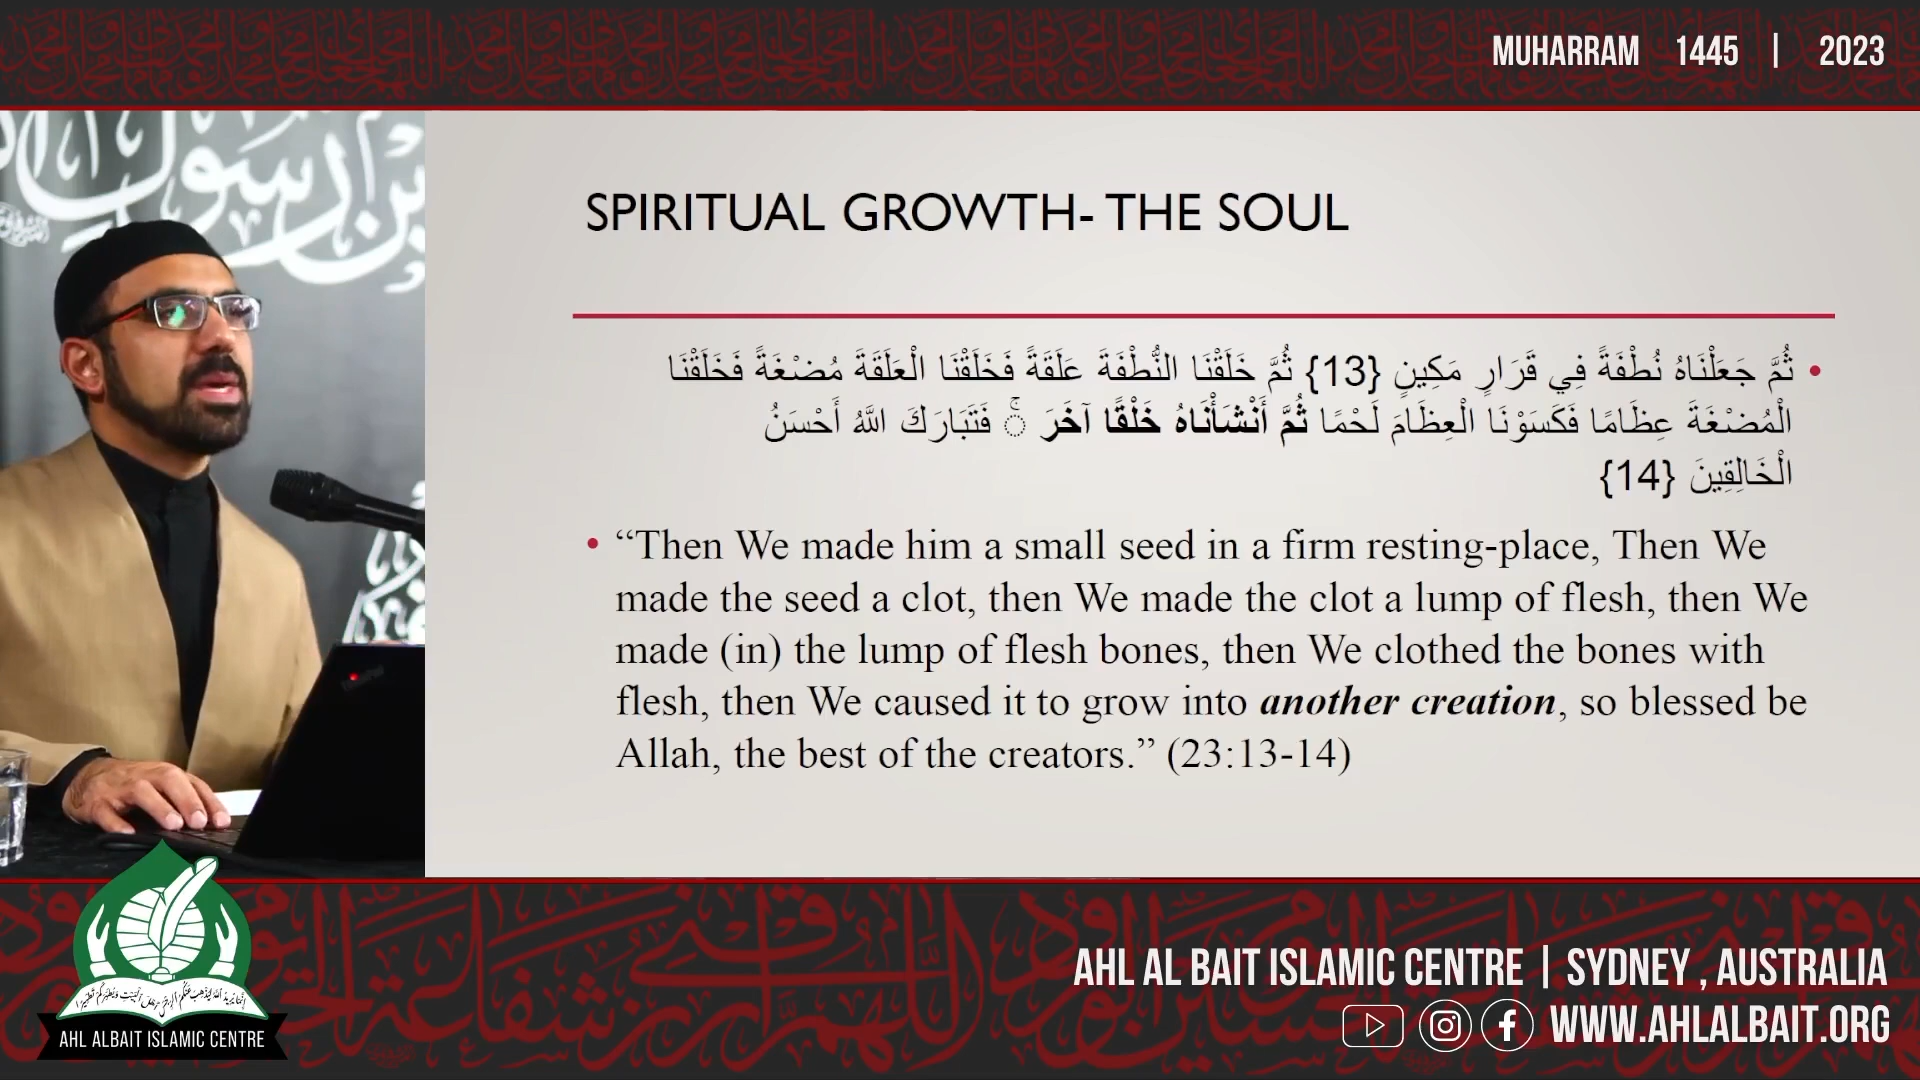 MUHARRAM 1445 | 2023
بن رسول
SPIRITUAL GROWTH- THE SOUL
• ثُمَّ جَعَلْنَاهُ نُطْفَةً فِي قَرَارٍ مَكِينٍ {13} ثُمَّ خَلَقْنَا النُّطْفَةَ عَلَقَةً فَخَلَقْنَا الْعَلَقَةَ مُضْغَةً فَخَلَقْنَا
الْمُضْغَةَ عِظَامًا فَكَسَوْنَا الْعِظَامَ لَحْمًا ثُمَّ أَنْشَأْنَاهُ خَلْقًا آخَرَ ۚ فَتَبَارَكَ اللَّهُ أَحْسَنُ
الْخَالِقِينَ {14}
• “Then We made him a small seed in a firm resting-place, Then We
made the seed a clot, then We made the clot a lump of flesh, then We
made (in) the lump of flesh bones, then We clothed the bones with
flesh, then We caused it to grow into another creation, so blessed be
Allah, the best of the creators.” (23:13-14)
AHL AL BAIT ISLAMIC CENTRE | SYDNEY , AUSTRALIA
WWW.AHLALBAIT.ORG
AHL ALBAIT ISLAMIC CENTRE